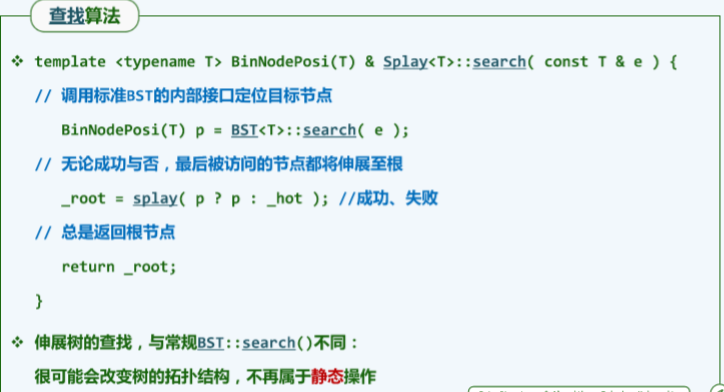 查找算法
❖ template <typename T> BinNodePosi(T) & Splay<T>::search( const T & e ) {
// 调用标准BST的内部接口定位目标节点
BinNodePosi(T) p = BST<T>::search( e );
// 无论成功与否，最后被访问的节点都将伸展至根
_root = splay( p ? p : _hot ); //成功、失败
// 总是返回根节点
return _root;
}
❖ 伸展树的查找，与常规BST::search()不同：
很可能会改变树的拓扑结构，不再属于静态操作